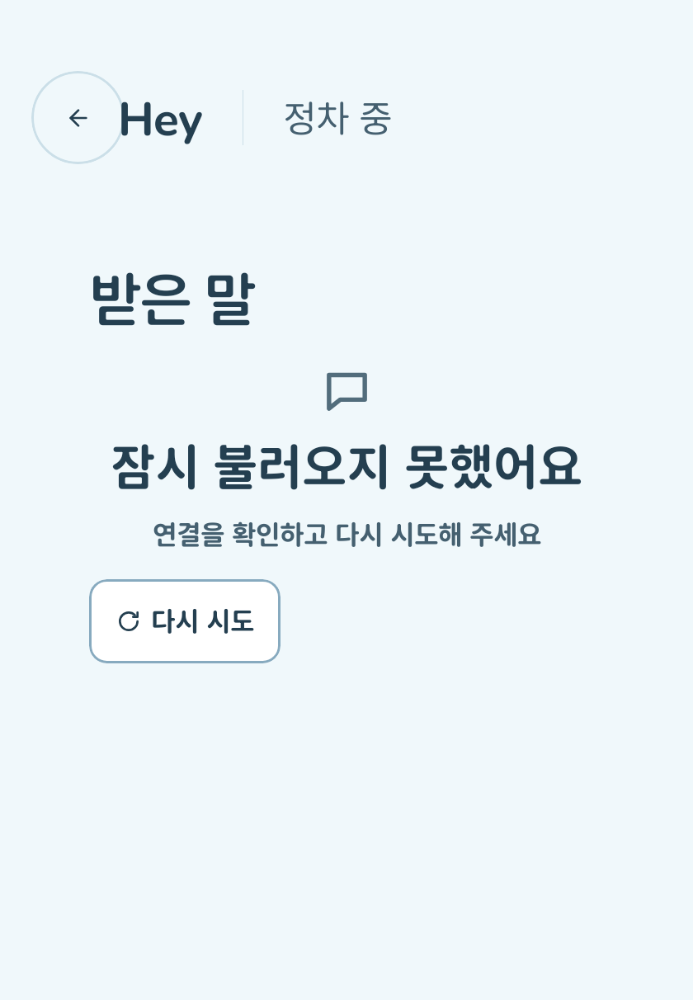 Hey
정차 중
받은 말
잠시 불러오지 못했어요
연결을 확인하고 다시 시도해 주세요
다시 시도